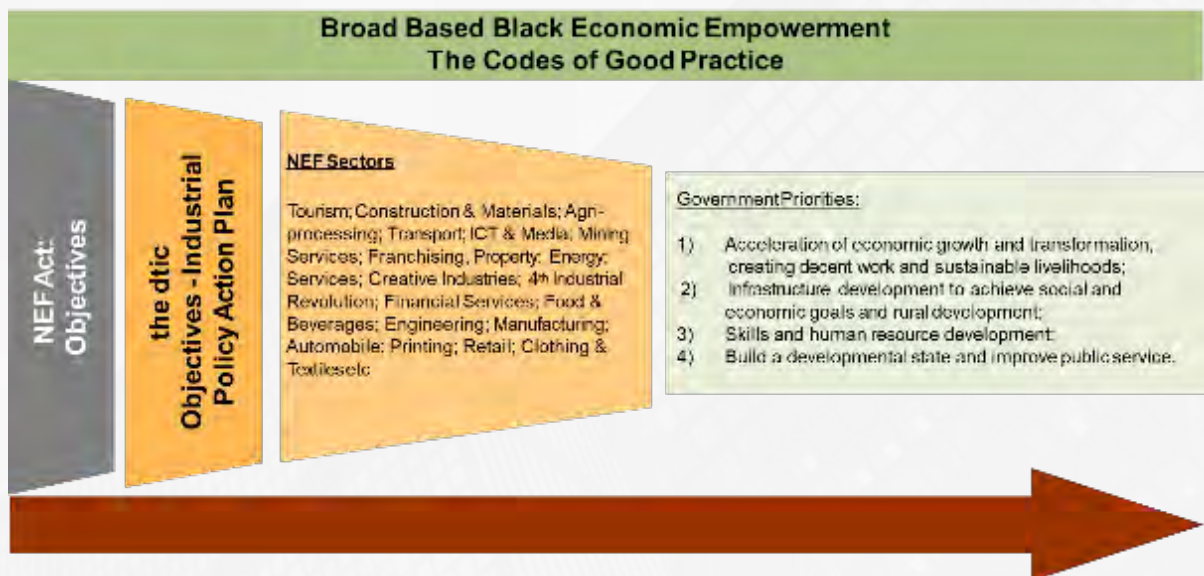 Broad Based Black Economic Empowerment
The Codes of Good Practice
NEF Act:
Objectives
the dtic
Objectives - Industrial
Policy Action Plan
NEF Sectors
Tourism; Construction & Materials; Agri-
processing; Transport; ICT & Media; Mining
Services; Franchising, Property; Energy;
Services; Creative Industries; 4th Industrial
Revolution; Financial Services; Food &
Beverages; Engineering; Manufacturing;
Automobile; Printing; Retail; Clothing &
Textiles etc
Government Priorities:
1) Acceleration of economic growth and transformation,
creating decent work and sustainable livelihoods;
2) Infrastructure development to achieve social and
economic goals and rural development;
3) Skills and human resource development;
4) Build a developmental state and improve public service.